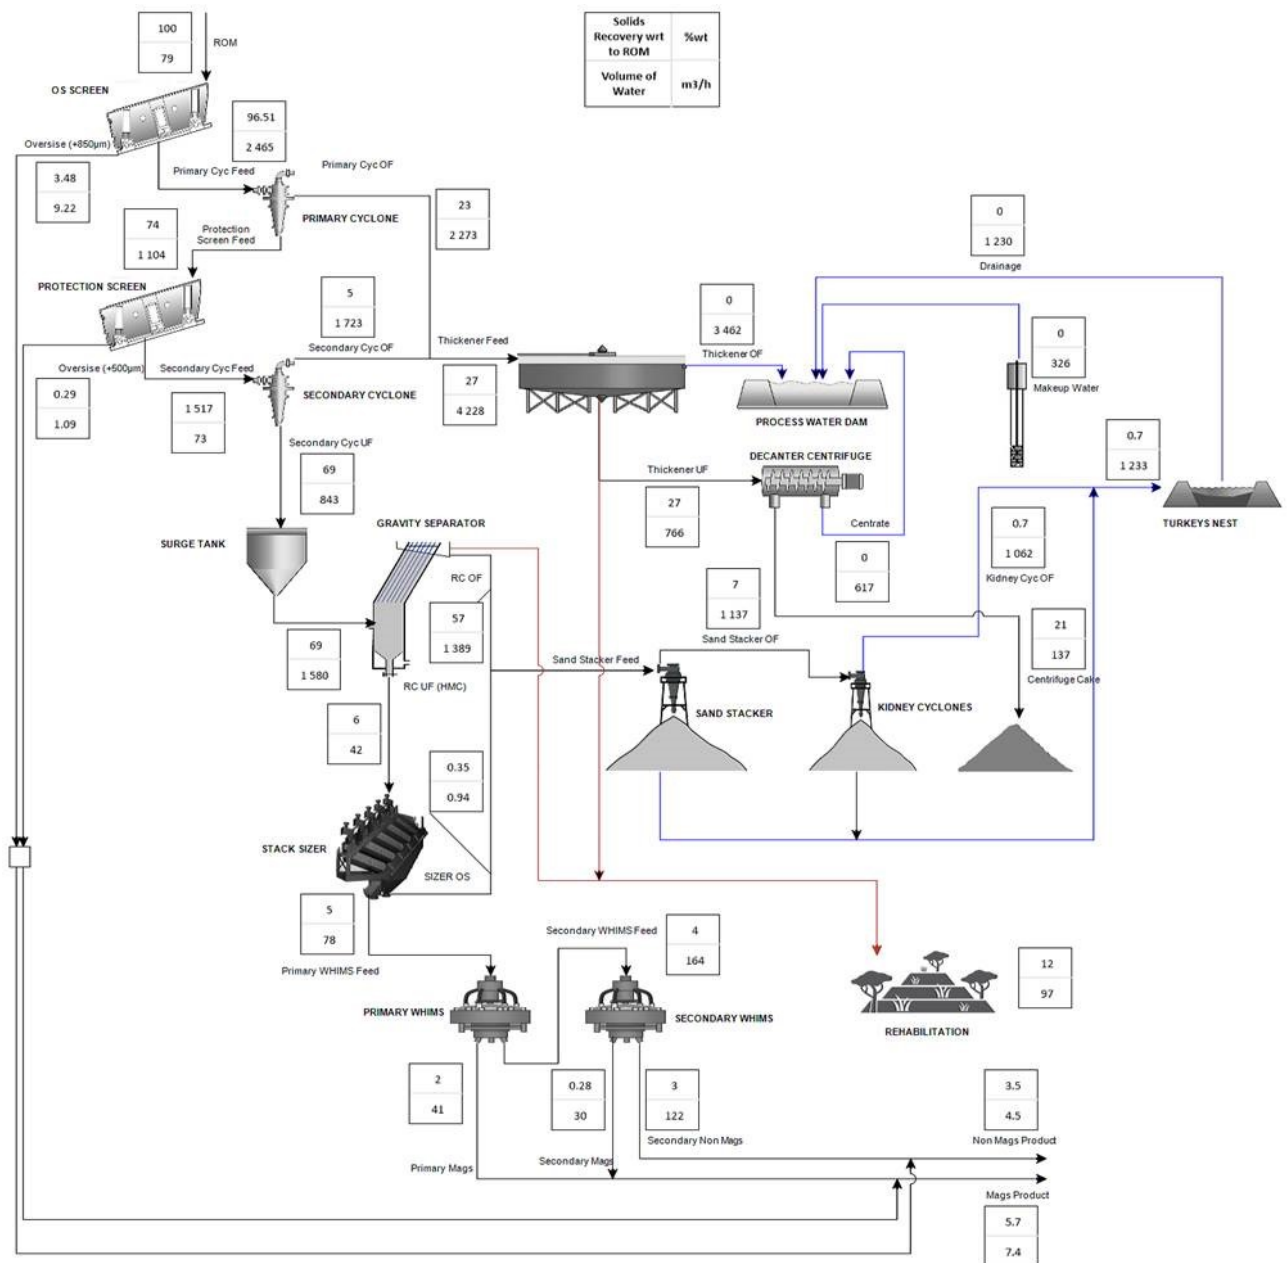 Solids
Recovery wrt
to ROM
%wt
Volume of
Water
m3/h
100
79
ROM
OS SCREEN
Oversise (+850µm)
3.48
9.22
96.51
2 465
Primary Cyc Feed
Primary Cyc OF
PRIMARY CYCLONE
23
2 273
74
1 104
Protection
Screen Feed
PROTECTION SCREEN
Oversise (+500µm)
0.29
1.09
5
1 723
Secondary Cyc OF
Secondary Cyc Feed
1 517
73
SECONDARY CYCLONE
Secondary Cyc UF
69
843
Thickener Feed
27
4 228
0
3 462
Thickener OF
0
1 230
Drainage
0
326
Makeup Water
PROCESS WATER DAM
DECANTER CENTRIFUGE
Thickener UF
27
766
Centrate
0
617
0.7
1 233
TURKEYS NEST
0.7
1 062
Kidney Cyc OF
SURGE TANK
GRAVITY SEPARATOR
RC OF
57
1 389
69
1 580
RC UF (HMC)
6
42
7
1 137
Sand Stacker OF
Sand Stacker Feed
SAND STACKER
KIDNEY CYCLONES
21
137
Centrifuge Cake
0.35
0.94
STACK SIZER
SIZER OS
5
78
Primary WHIMS Feed
Secondary WHIMS Feed
4
164
PRIMARY WHIMS
SECONDARY WHIMS
REHABILITATION
12
97
2
41
Primary Mags
0.28
30
Secondary Mags
3
122
Secondary Non Mags
3.5
4.5
Non Mags Product
Mags Product
5.7
7.4